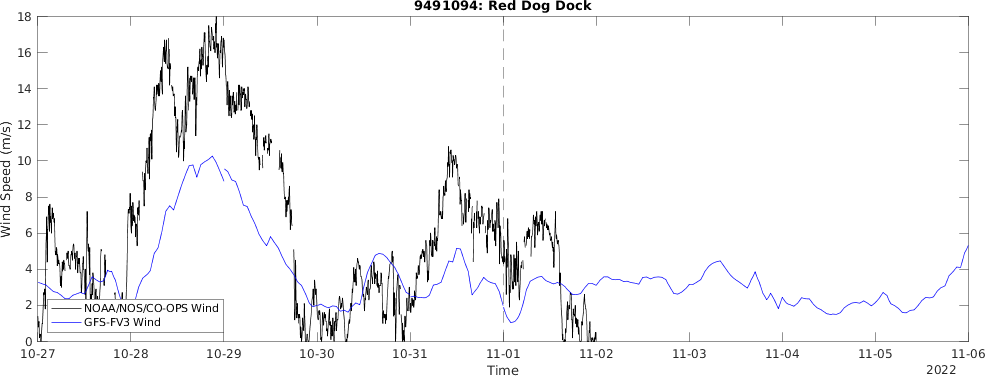 9491094: Red Dog Dock
Wind Speed (m/s)
18
16
14
12
10
8
6
4
2
0
NOAA/NOS/CO-OPS Wind
GFS-FV3 Wind
10-27 10-28 10-29 10-30 10-31 11-01 11-02 11-03 11-04 11-05 11-06
Time
2022